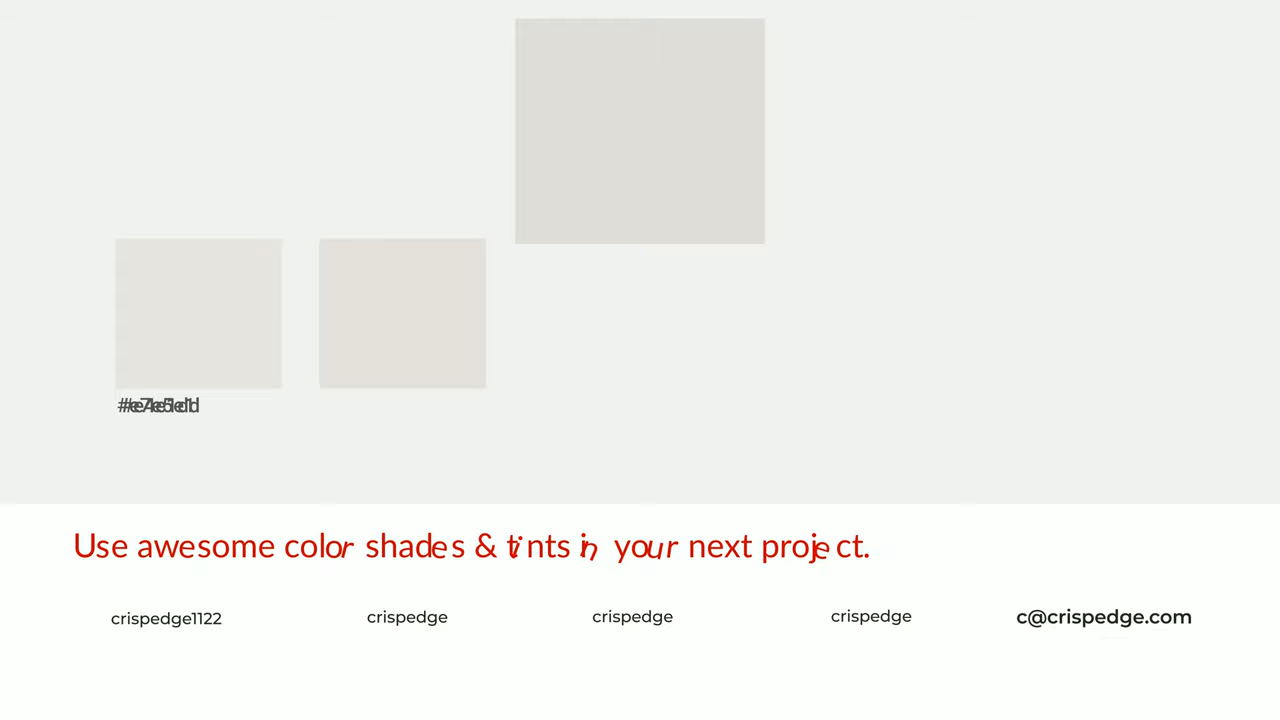 Use awesome color shades & tints in your next project.
crispedge1122 crispedge crispedge crispedge c@crispedge.com